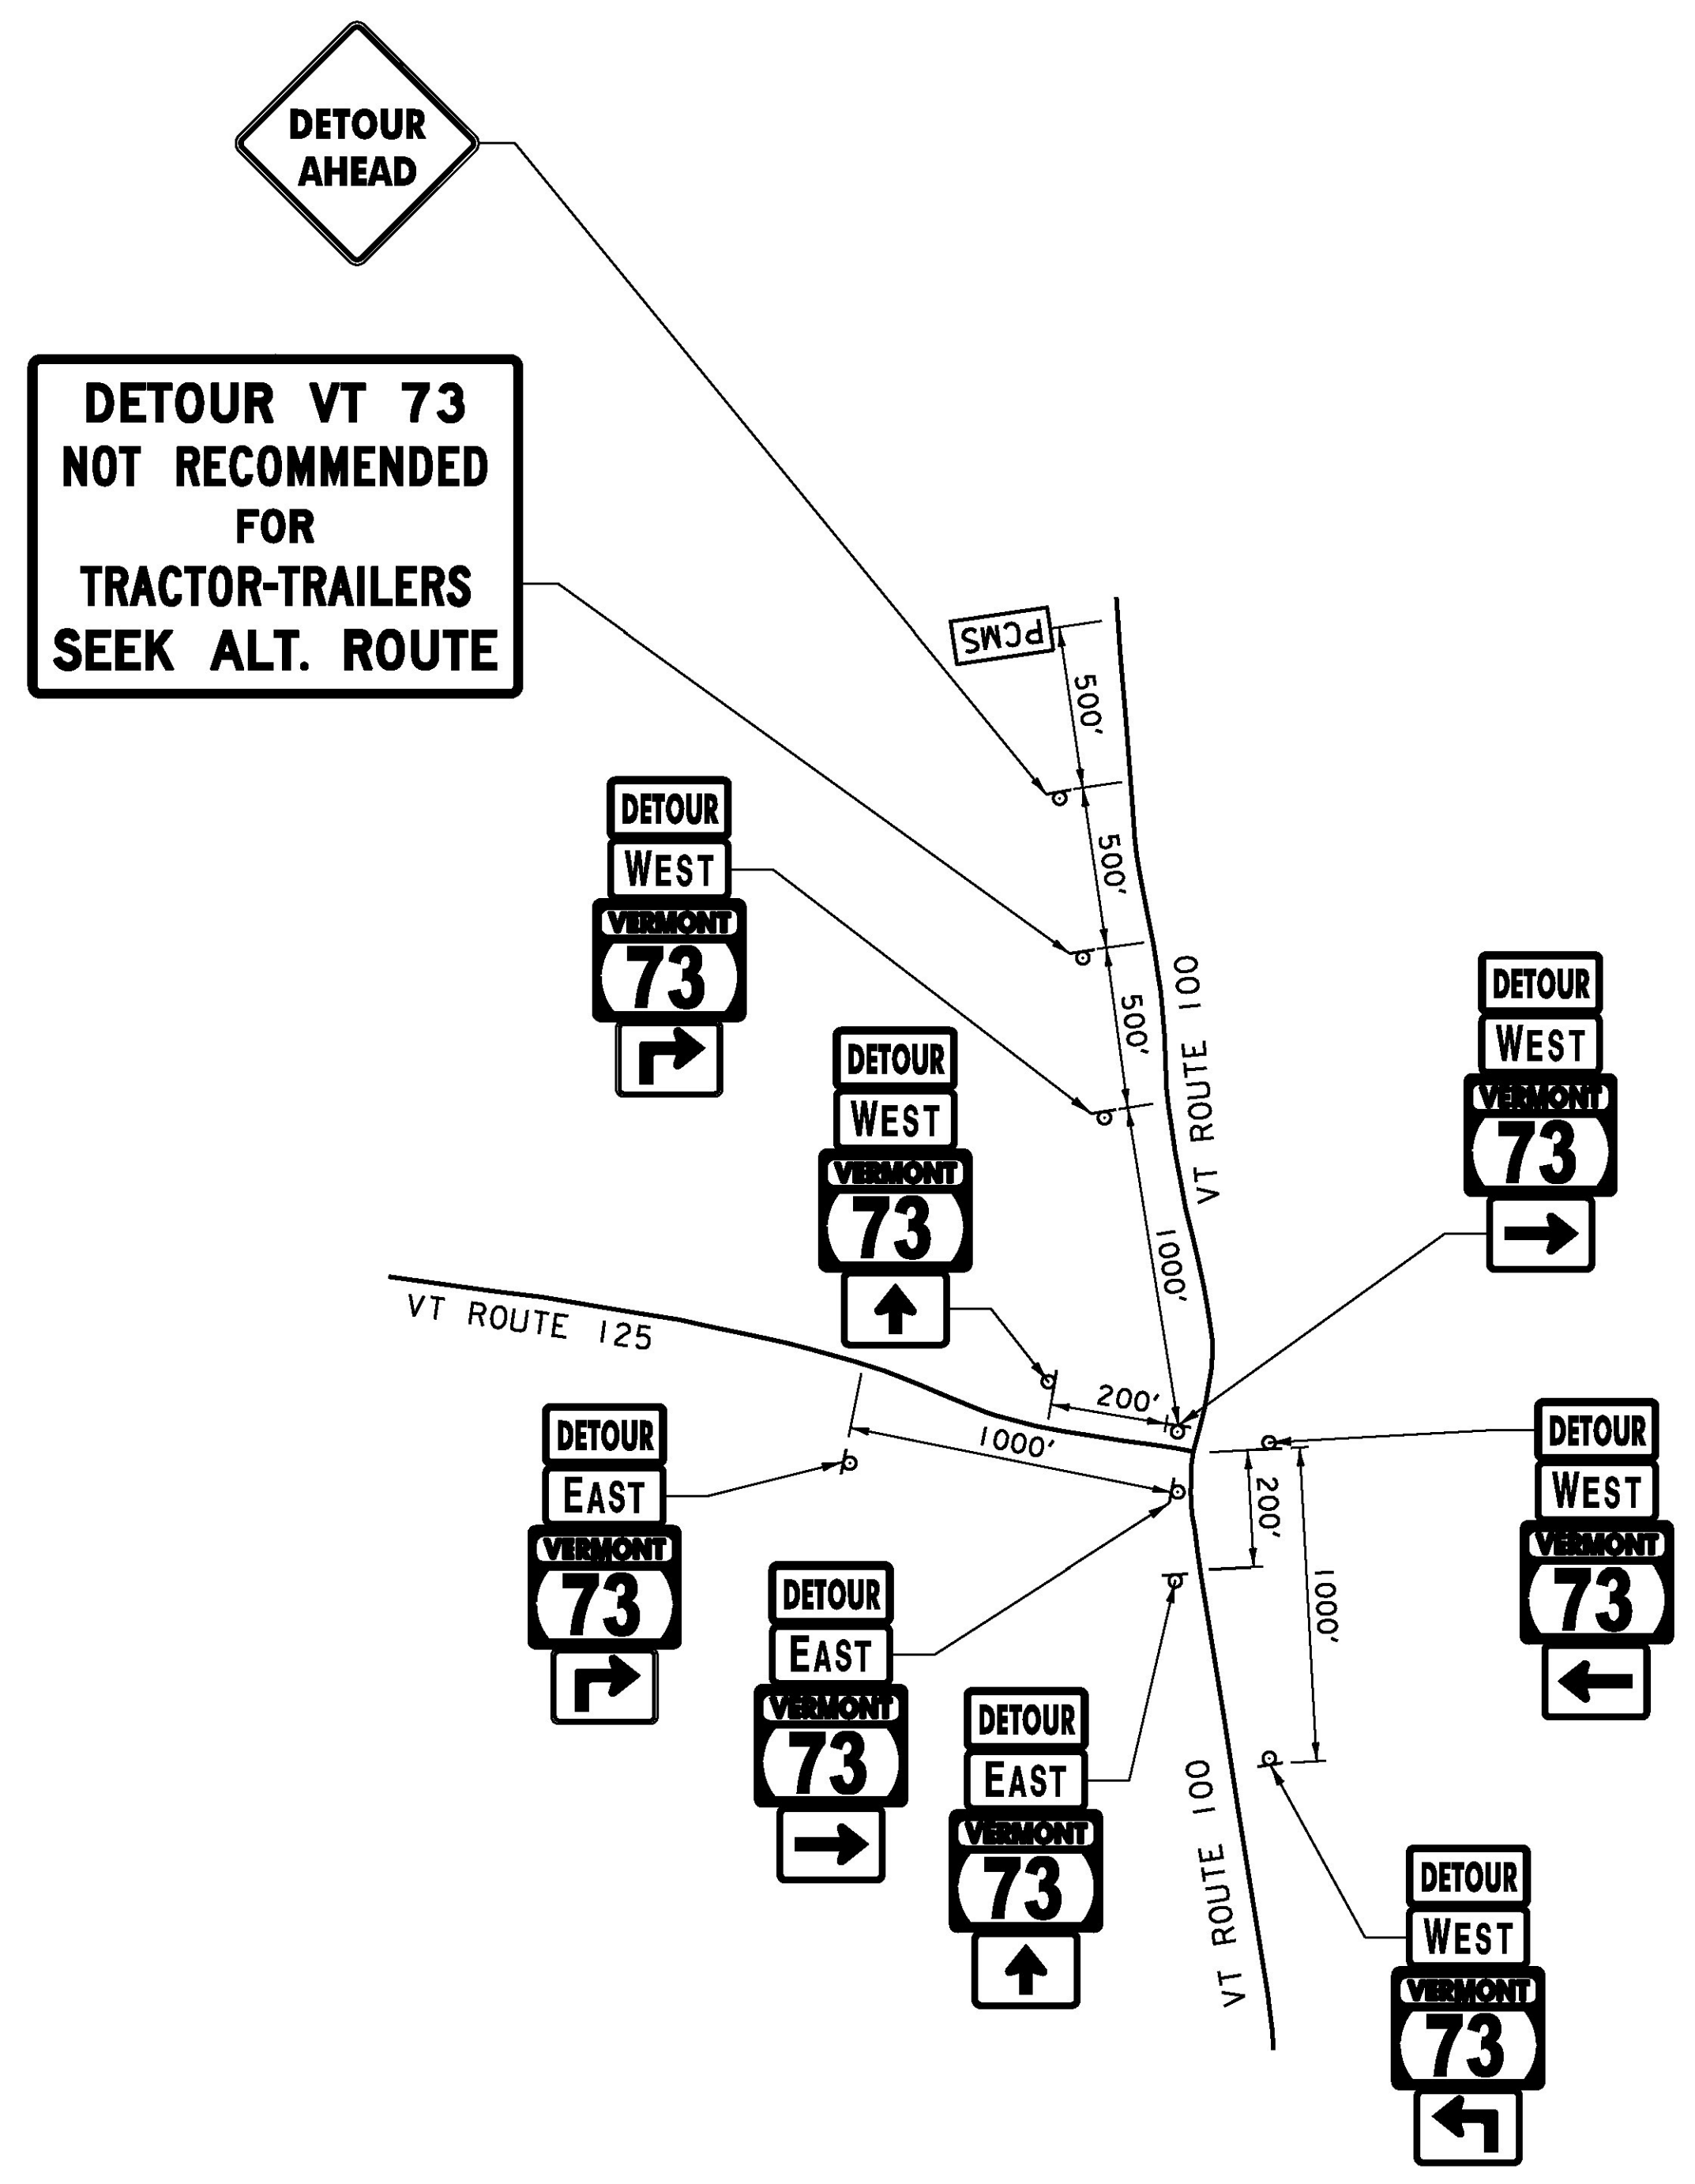 DETOUR
AHEAD
DETOUR VT 73
NOT RECOMMENDED
FOR
TRACTOR-TRAILERS
SEEK ALT. ROUTE
PCMS
500'
500'
500'
1000'
VT ROUTE 100
DETOUR
WEST
VERMONT
73
DETOUR
WEST
VERMONT
73
DETOUR
WEST
VERMONT
73
VT ROUTE 125
200'
1000'
200'
1000'
DETOUR
EAST
VERMONT
73
DETOUR
EAST
VERMONT
73
DETOUR
WEST
VERMONT
73
DETOUR
EAST
VERMONT
73
VT ROUTE 100
DETOUR
WEST
VERMONT
73